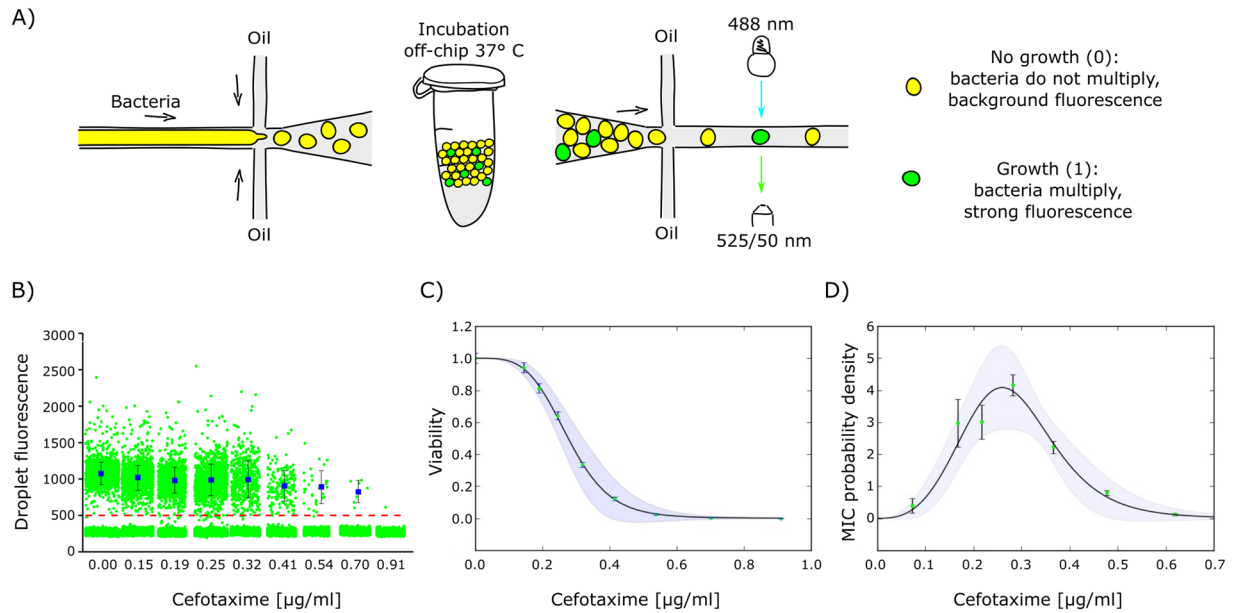 A)
Oil
Bacteria
Oil
Incubation
off-chip 37° C
Oil
488 nm
Oil
525/50 nm
No growth (0):
bacteria do not multiply,
background fluorescence
Growth (1):
bacteria multiply,
strong fluorescence
B)
Droplet fluorescence
3000
2500
2000
1500
1000
500
0
0.00 0.15 0.19 0.25 0.32 0.41 0.54 0.70 0.91
Cefotaxime [µg/ml]
C)
Viability
1.2
1.0
0.8
0.6
0.4
0.2
0.0
0.0 0.2 0.4 0.6 0.8 1.0
Cefotaxime [µg/ml]
D)
MIC probability density
6
5
4
3
2
1
0
0.0 0.1 0.2 0.3 0.4 0.5 0.6 0.7
Cefotaxime [µg/ml]